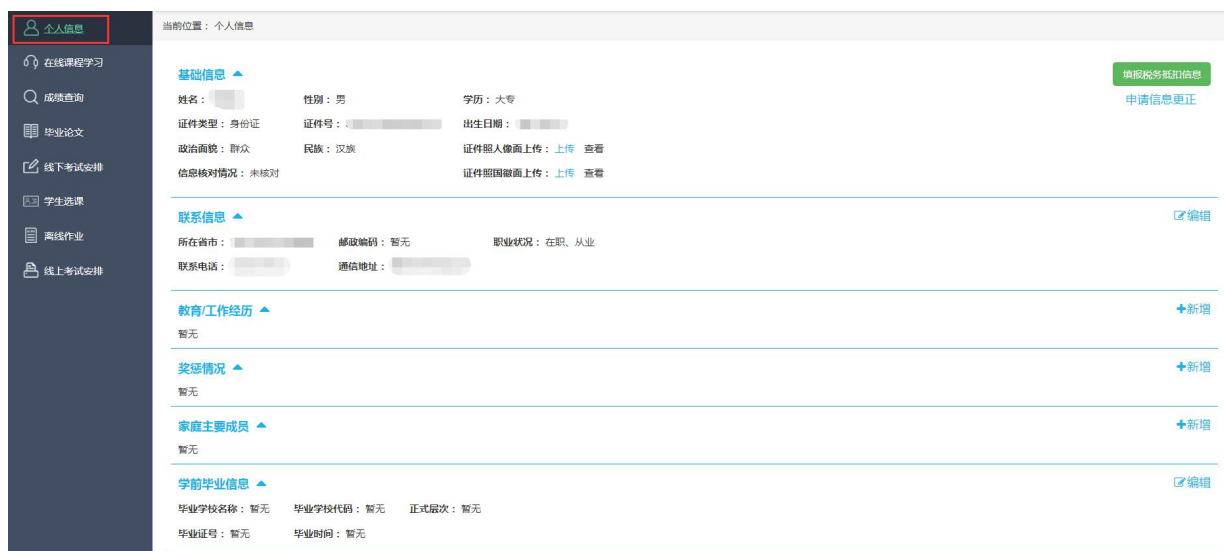 个人信息
当前位置： 个人信息
在线课程学习
成绩查询
毕业论文
线下考试安排
学生选课
离线作业
线上考试安排
基础信息
填报税务抵扣信息
申请信息更正
姓名： 性别： 男 学历： 大专
证件类型： 身份证 证件号： 出生日期：
政治面貌： 群众 民族： 汉族 证件照人像面上传： 上传 查看
信息核对情况： 未核对 证件照国徽面上传： 上传 查看
联系信息 编辑
所在省市： 邮政编码： 暂无 职业状况： 在职、从业
联系电话： 通信地址：
教育/工作经历 +新增
暂无
奖惩情况 +新增
暂无
家庭主要成员 +新增
暂无
学前毕业信息 编辑
毕业学校名称： 暂无 毕业学校代码： 暂无 正式层次： 暂无
毕业证号： 暂无 毕业时间： 暂无